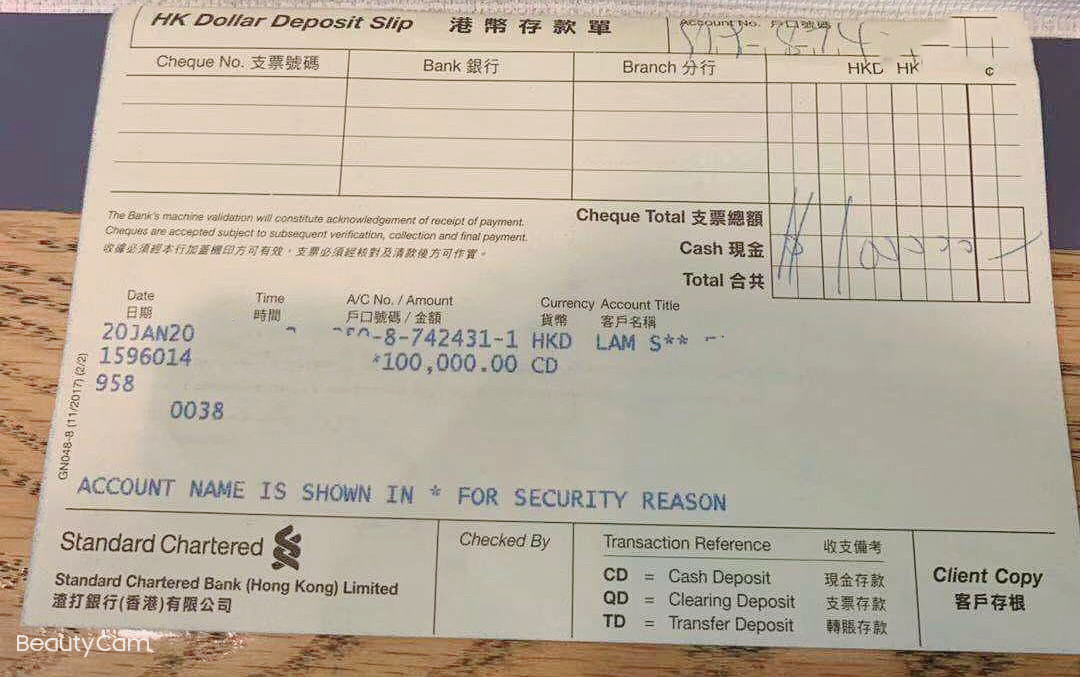 HK Dollar Deposit Slip 港幣存款單
Account No. 戶口號碼
Cheque No. 支票號碼 Bank 銀行 Branch 分行 HKD HK ¢
The Bank's machine validation will constitute acknowledgement of receipt of payment.
Cheques are accepted subject to subsequent verification, collection and final payment.
收據必須經本行加蓋機印方可有效，支票必須經核對及清款後方可作實。
Cheque Total 支票總額
Cash 現金
Total 合共
Date Time A/C No. / Amount Currency Account Title
日期 時間 戶口號碼 / 金額 貨幣 客戶名稱
20JAN20 -8-742431-1 HKD LAM S**
1596014 *100,000.00 CD
958
0038
GN048-8 (11/2017) (2/2)
ACCOUNT NAME IS SHOWN IN * FOR SECURITY REASON
Standard Chartered
Standard Chartered Bank (Hong Kong) Limited
渣打銀行(香港)有限公司
Checked By
Transaction Reference 收支備考
CD = Cash Deposit 現金存款
QD = Clearing Deposit 支票存款
TD = Transfer Deposit 轉賬存款
Client Copy
客戶存根
BeautyCam